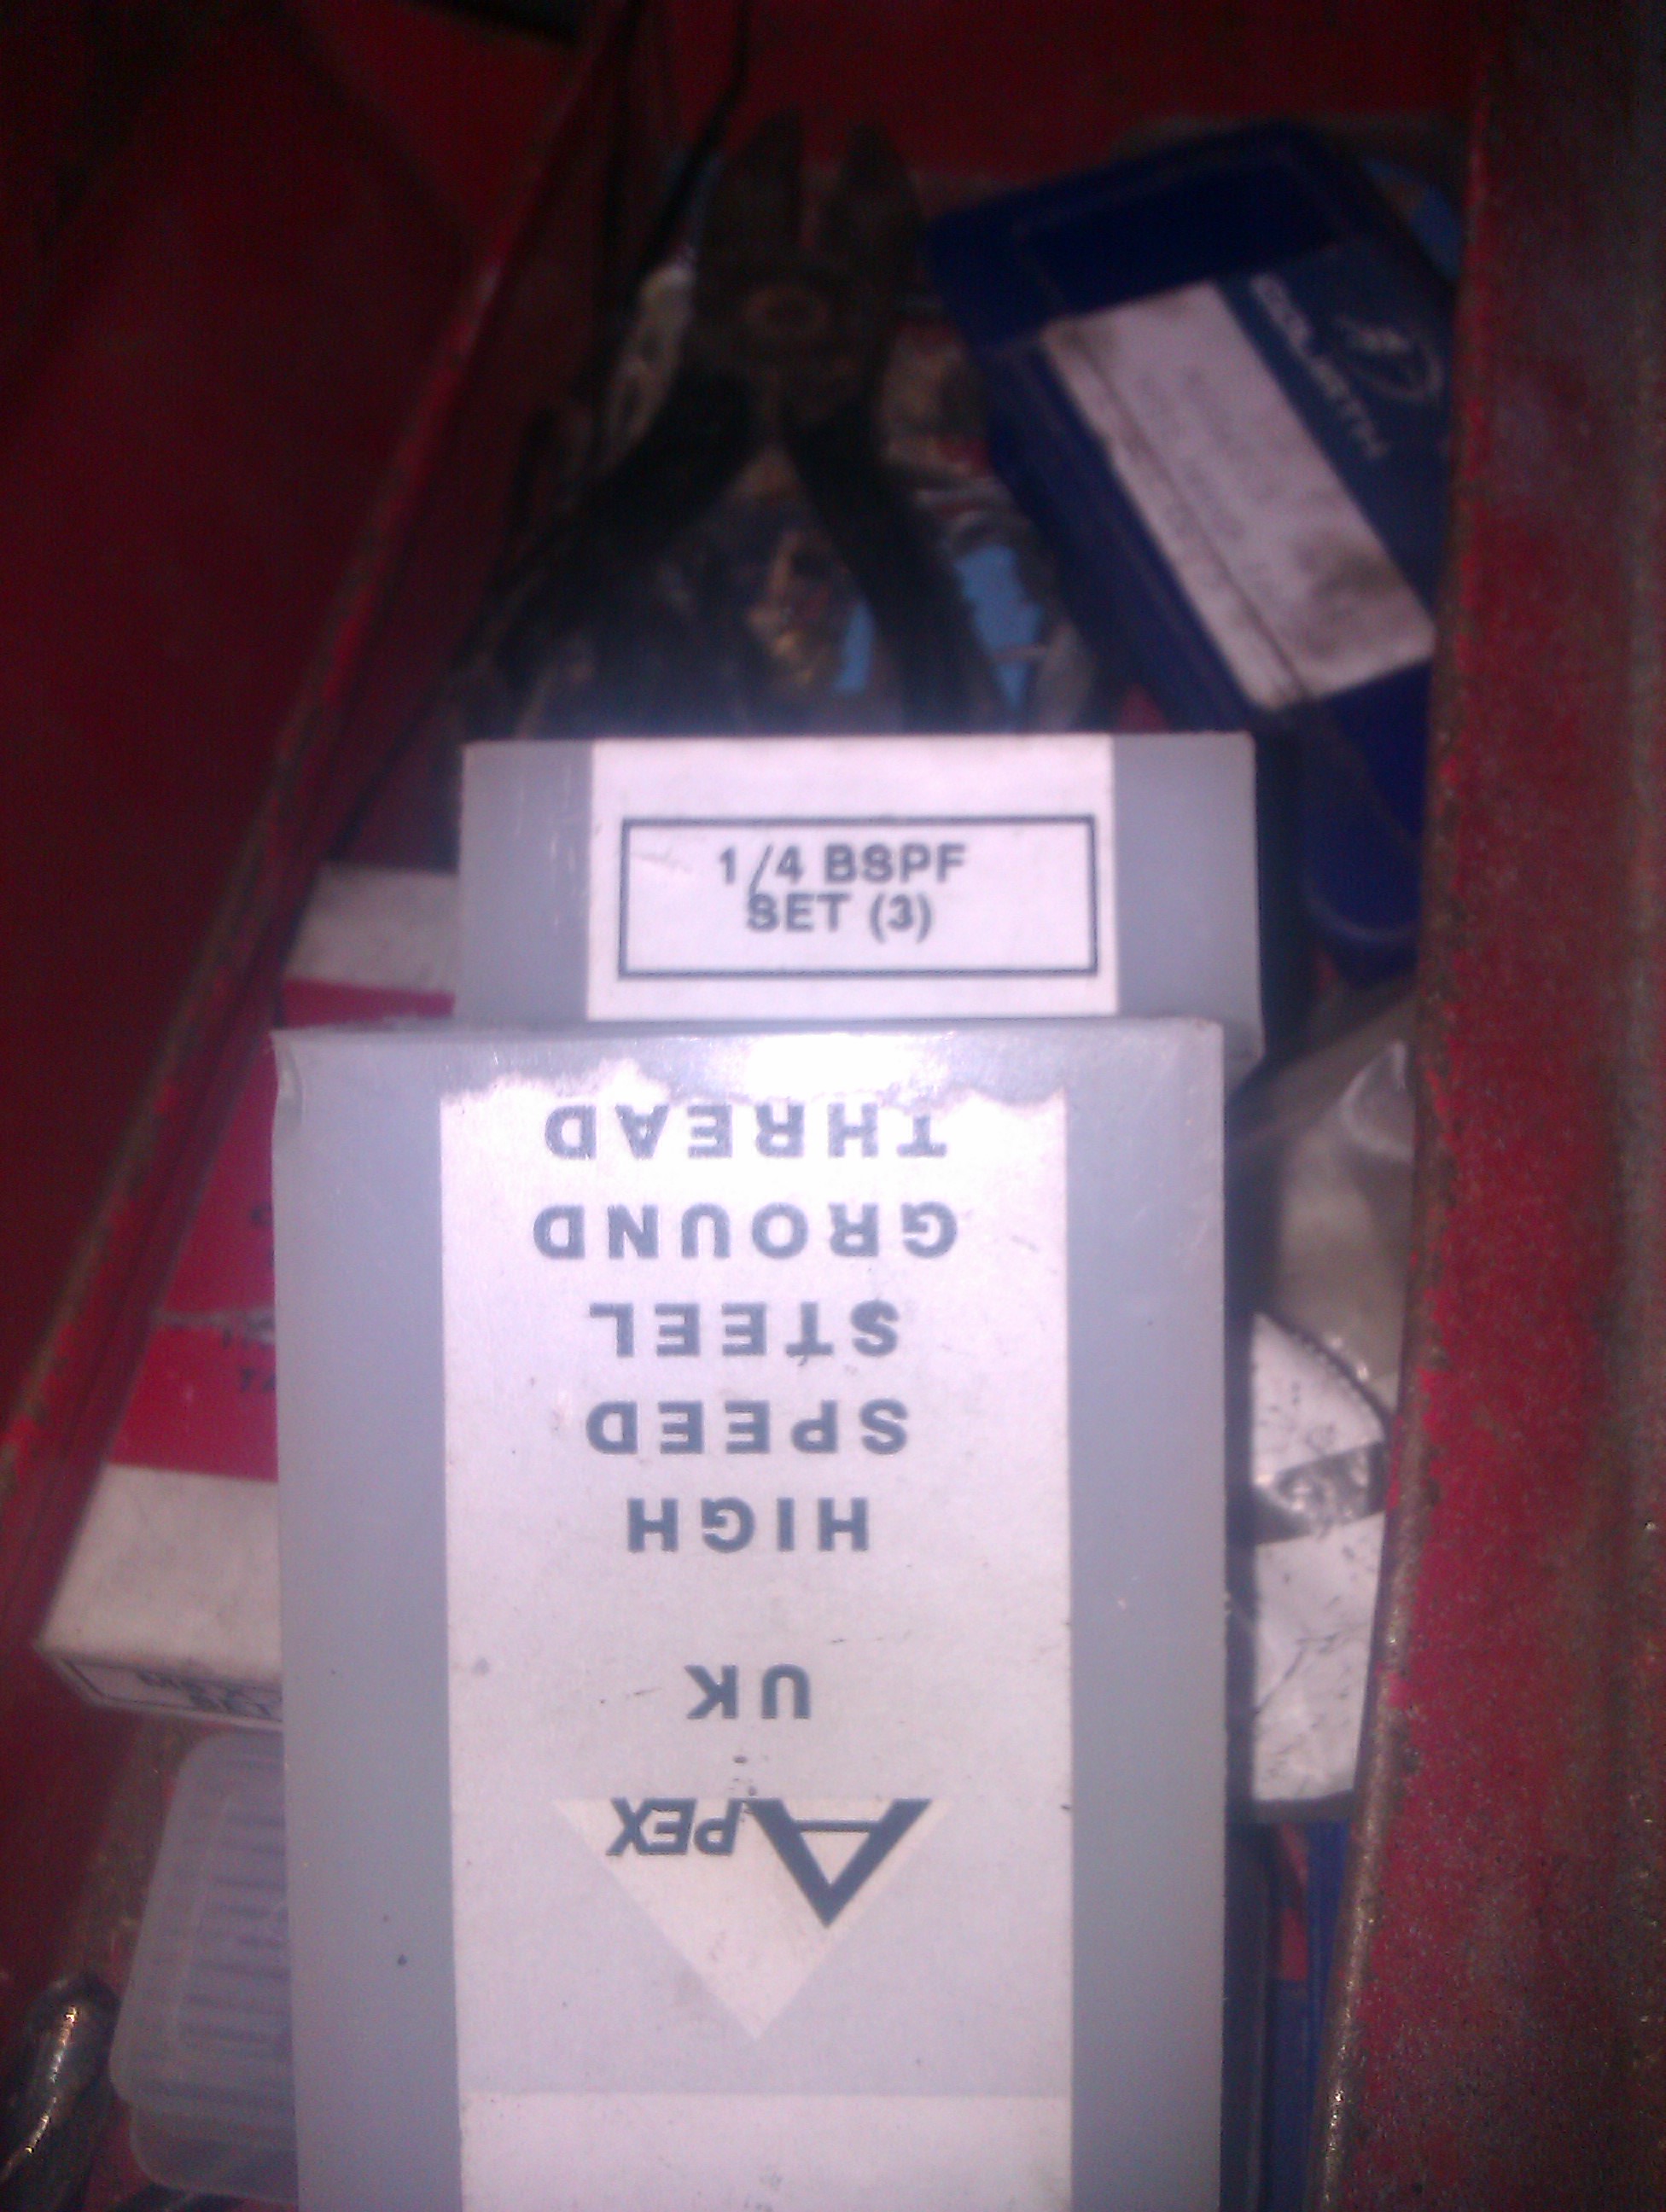 1/4 BSPF
SET (3)
APEX
UK
HIGH
SPEED
STEEL
GROUND
THREAD